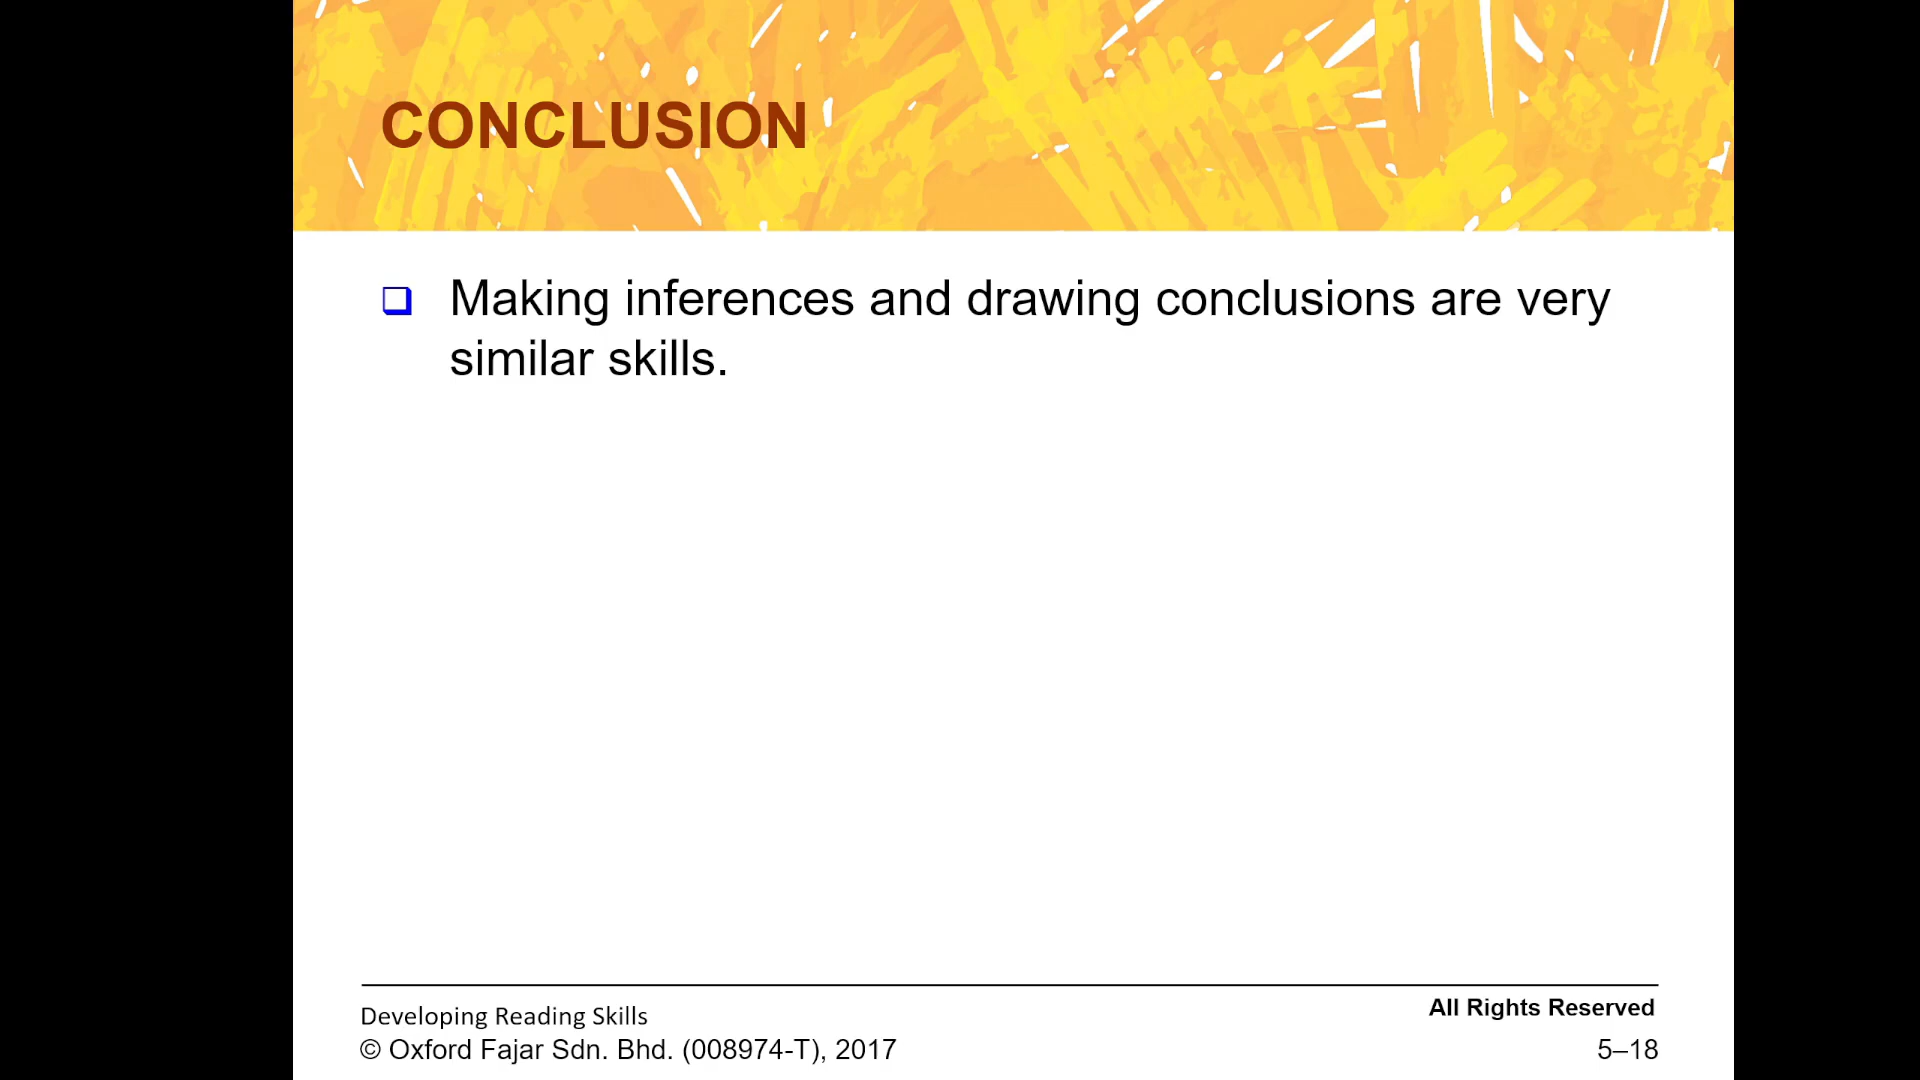 CONCLUSION
Making inferences and drawing conclusions are very
similar skills.
Developing Reading Skills
All Rights Reserved
© Oxford Fajar Sdn. Bhd. (008974-T), 2017
5–18